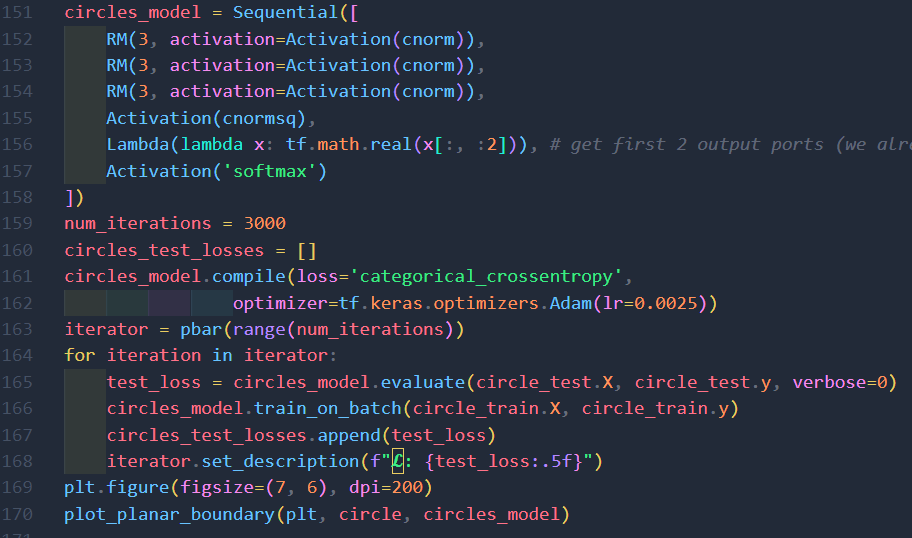 151 circles_model = Sequential([
152     RM(3, activation=Activation(cnorm)),
153     RM(3, activation=Activation(cnorm)),
154     RM(3, activation=Activation(cnorm)),
155     Activation(cnormsq),
156     Lambda(lambda x: tf.math.real(x[:, :2])), # get first 2 output ports (we alre
157     Activation('softmax')
158 ])
159 num_iterations = 3000
160 circles_test_losses = []
161 circles_model.compile(loss='categorical_crossentropy',
162                 optimizer=tf.keras.optimizers.Adam(lr=0.0025))
163 iterator = pbar(range(num_iterations))
164 for iteration in iterator:
165     test_loss = circles_model.evaluate(circle_test.X, circle_test.y, verbose=0)
166     circles_model.train_on_batch(circle_train.X, circle_train.y)
167     circles_test_losses.append(test_loss)
168     iterator.set_description(f"ℒ: {test_loss:.5f}")
169 plt.figure(figsize=(7, 6), dpi=200)
170 plot_planar_boundary(plt, circle, circles_model)